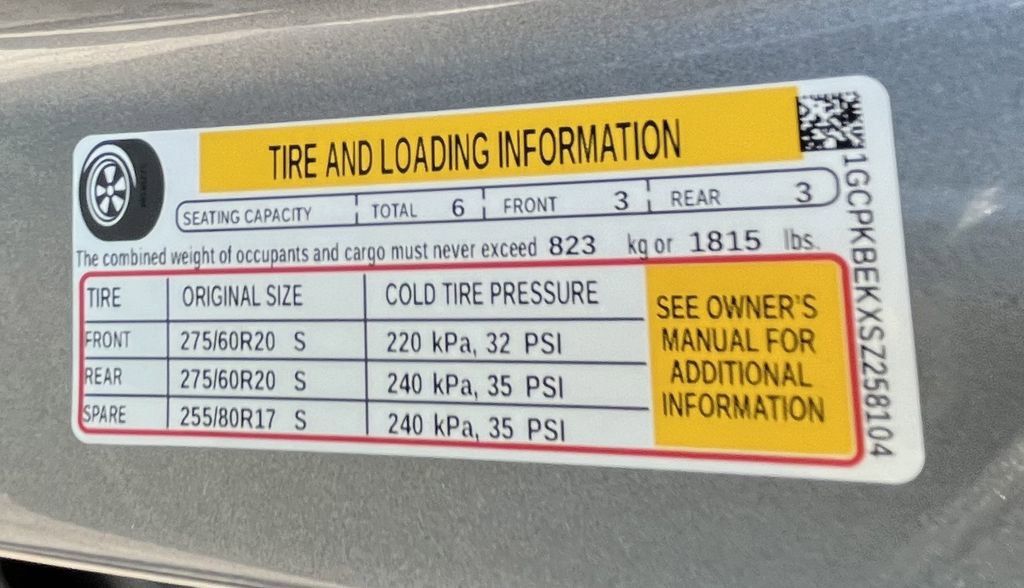 TIRE AND LOADING INFORMATION
SEATING CAPACITY TOTAL 6 FRONT 3 REAR 3
The combined weight of occupants and cargo must never exceed 823 kg or 1815 lbs.
TIRE ORIGINAL SIZE COLD TIRE PRESSURE
FRONT 275/60R20 S 220 kPa, 32 PSI
REAR 275/60R20 S 240 kPa, 35 PSI
SPARE 255/80R17 S 240 kPa, 35 PSI
SEE OWNER'S
MANUAL FOR
ADDITIONAL
INFORMATION
1GCPKBEKXSZ258104